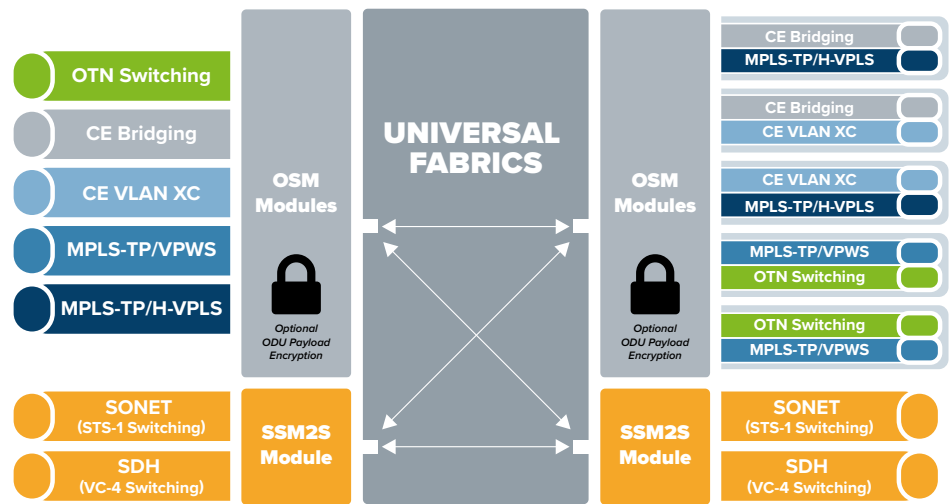 OTN Switching
CE Bridging
CE VLAN XC
MPLS-TP/VPWS
MPLS-TP/H-VPLS
SONET
(STS-1 Switching)
SDH
(VC-4 Switching)
OSM
Modules
Optional
ODU Payload
Encryption
SSM2S
Module
UNIVERSAL
FABRICS
OSM
Modules
Optional
ODU Payload
Encryption
SSM2S
Module
CE Bridging
MPLS-TP/H-VPLS
CE Bridging
CE VLAN XC
CE VLAN XC
MPLS-TP/H-VPLS
MPLS-TP/VPWS
OTN Switching
OTN Switching
MPLS-TP/VPWS
SONET
(STS-1 Switching)
SDH
(VC-4 Switching)